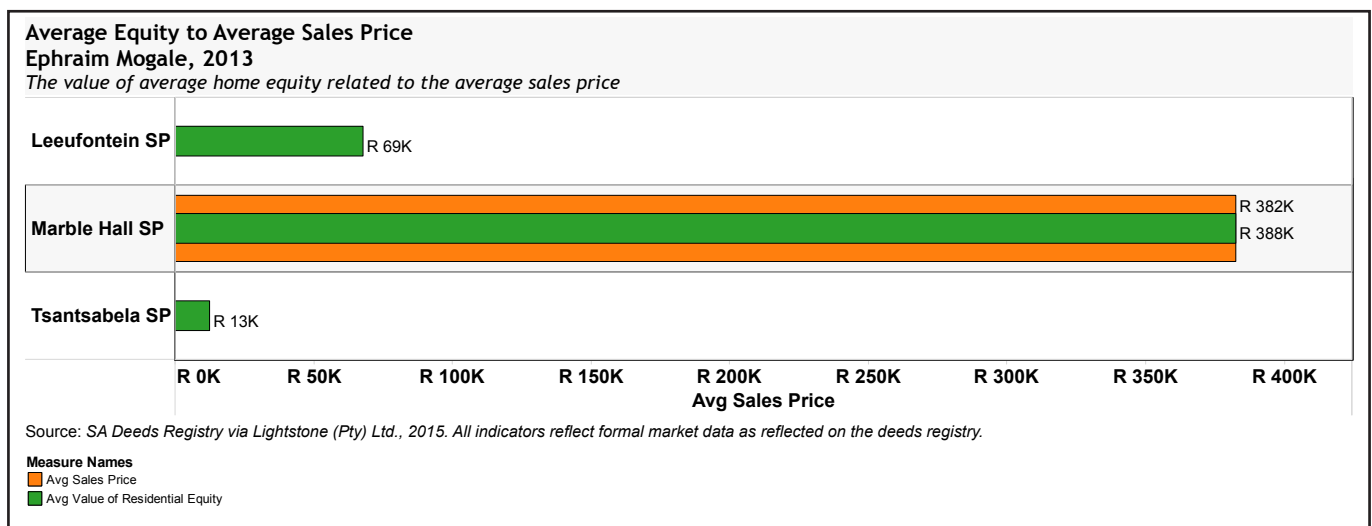 Average Equity to Average Sales Price
Ephraim Mogale, 2013
The value of average home equity related to the average sales price
Leeufontein SP
R 69K
R 382K
Marble Hall SP
R 388K
Tsantsabela SP
R 13K
R 0K R 50K R 100K R 150K R 200K R 250K R 300K R 350K R 400K
Avg Sales Price
Source: SA Deeds Registry via Lightstone (Pty) Ltd., 2015. All indicators reflect formal market data as reflected on the deeds registry.
Measure Names
Avg Sales Price
Avg Value of Residential Equity